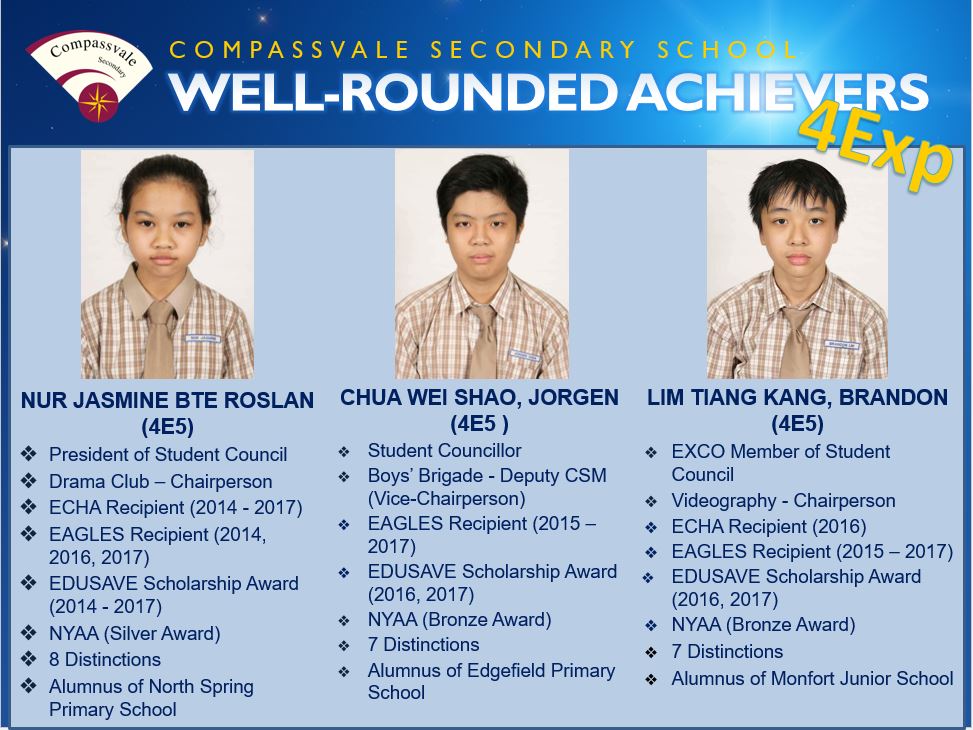 Compassvale
Secondary
COMPASSVALE SECONDARY SCHOOL
WELL-ROUNDED ACHIEVERS
4Exp
NUR JASMINE
BRANDON LIM
NUR JASMINE BTE ROSLAN
(4E5)
❖ President of Student Council
❖ Drama Club – Chairperson
❖ ECHA Recipient (2014 - 2017)
❖ EAGLES Recipient (2014,
2016, 2017)
❖ EDUSAVE Scholarship Award
(2014 - 2017)
❖ NYAA (Silver Award)
❖ 8 Distinctions
❖ Alumnus of North Spring
Primary School
CHUA WEI SHAO, JORGEN
(4E5 )
❖ Student Councillor
❖ Boys’ Brigade - Deputy CSM
(Vice-Chairperson)
❖ EAGLES Recipient (2015 –
2017)
❖ EDUSAVE Scholarship Award
(2016, 2017)
❖ NYAA (Bronze Award)
❖ 7 Distinctions
❖ Alumnus of Edgefield Primary
School
LIM TIANG KANG, BRANDON
(4E5)
❖ EXCO Member of Student
Council
❖ Videography - Chairperson
❖ ECHA Recipient (2016)
❖ EAGLES Recipient (2015 – 2017)
❖ EDUSAVE Scholarship Award
(2016, 2017)
❖ NYAA (Bronze Award)
❖ 7 Distinctions
❖ Alumnus of Monfort Junior School